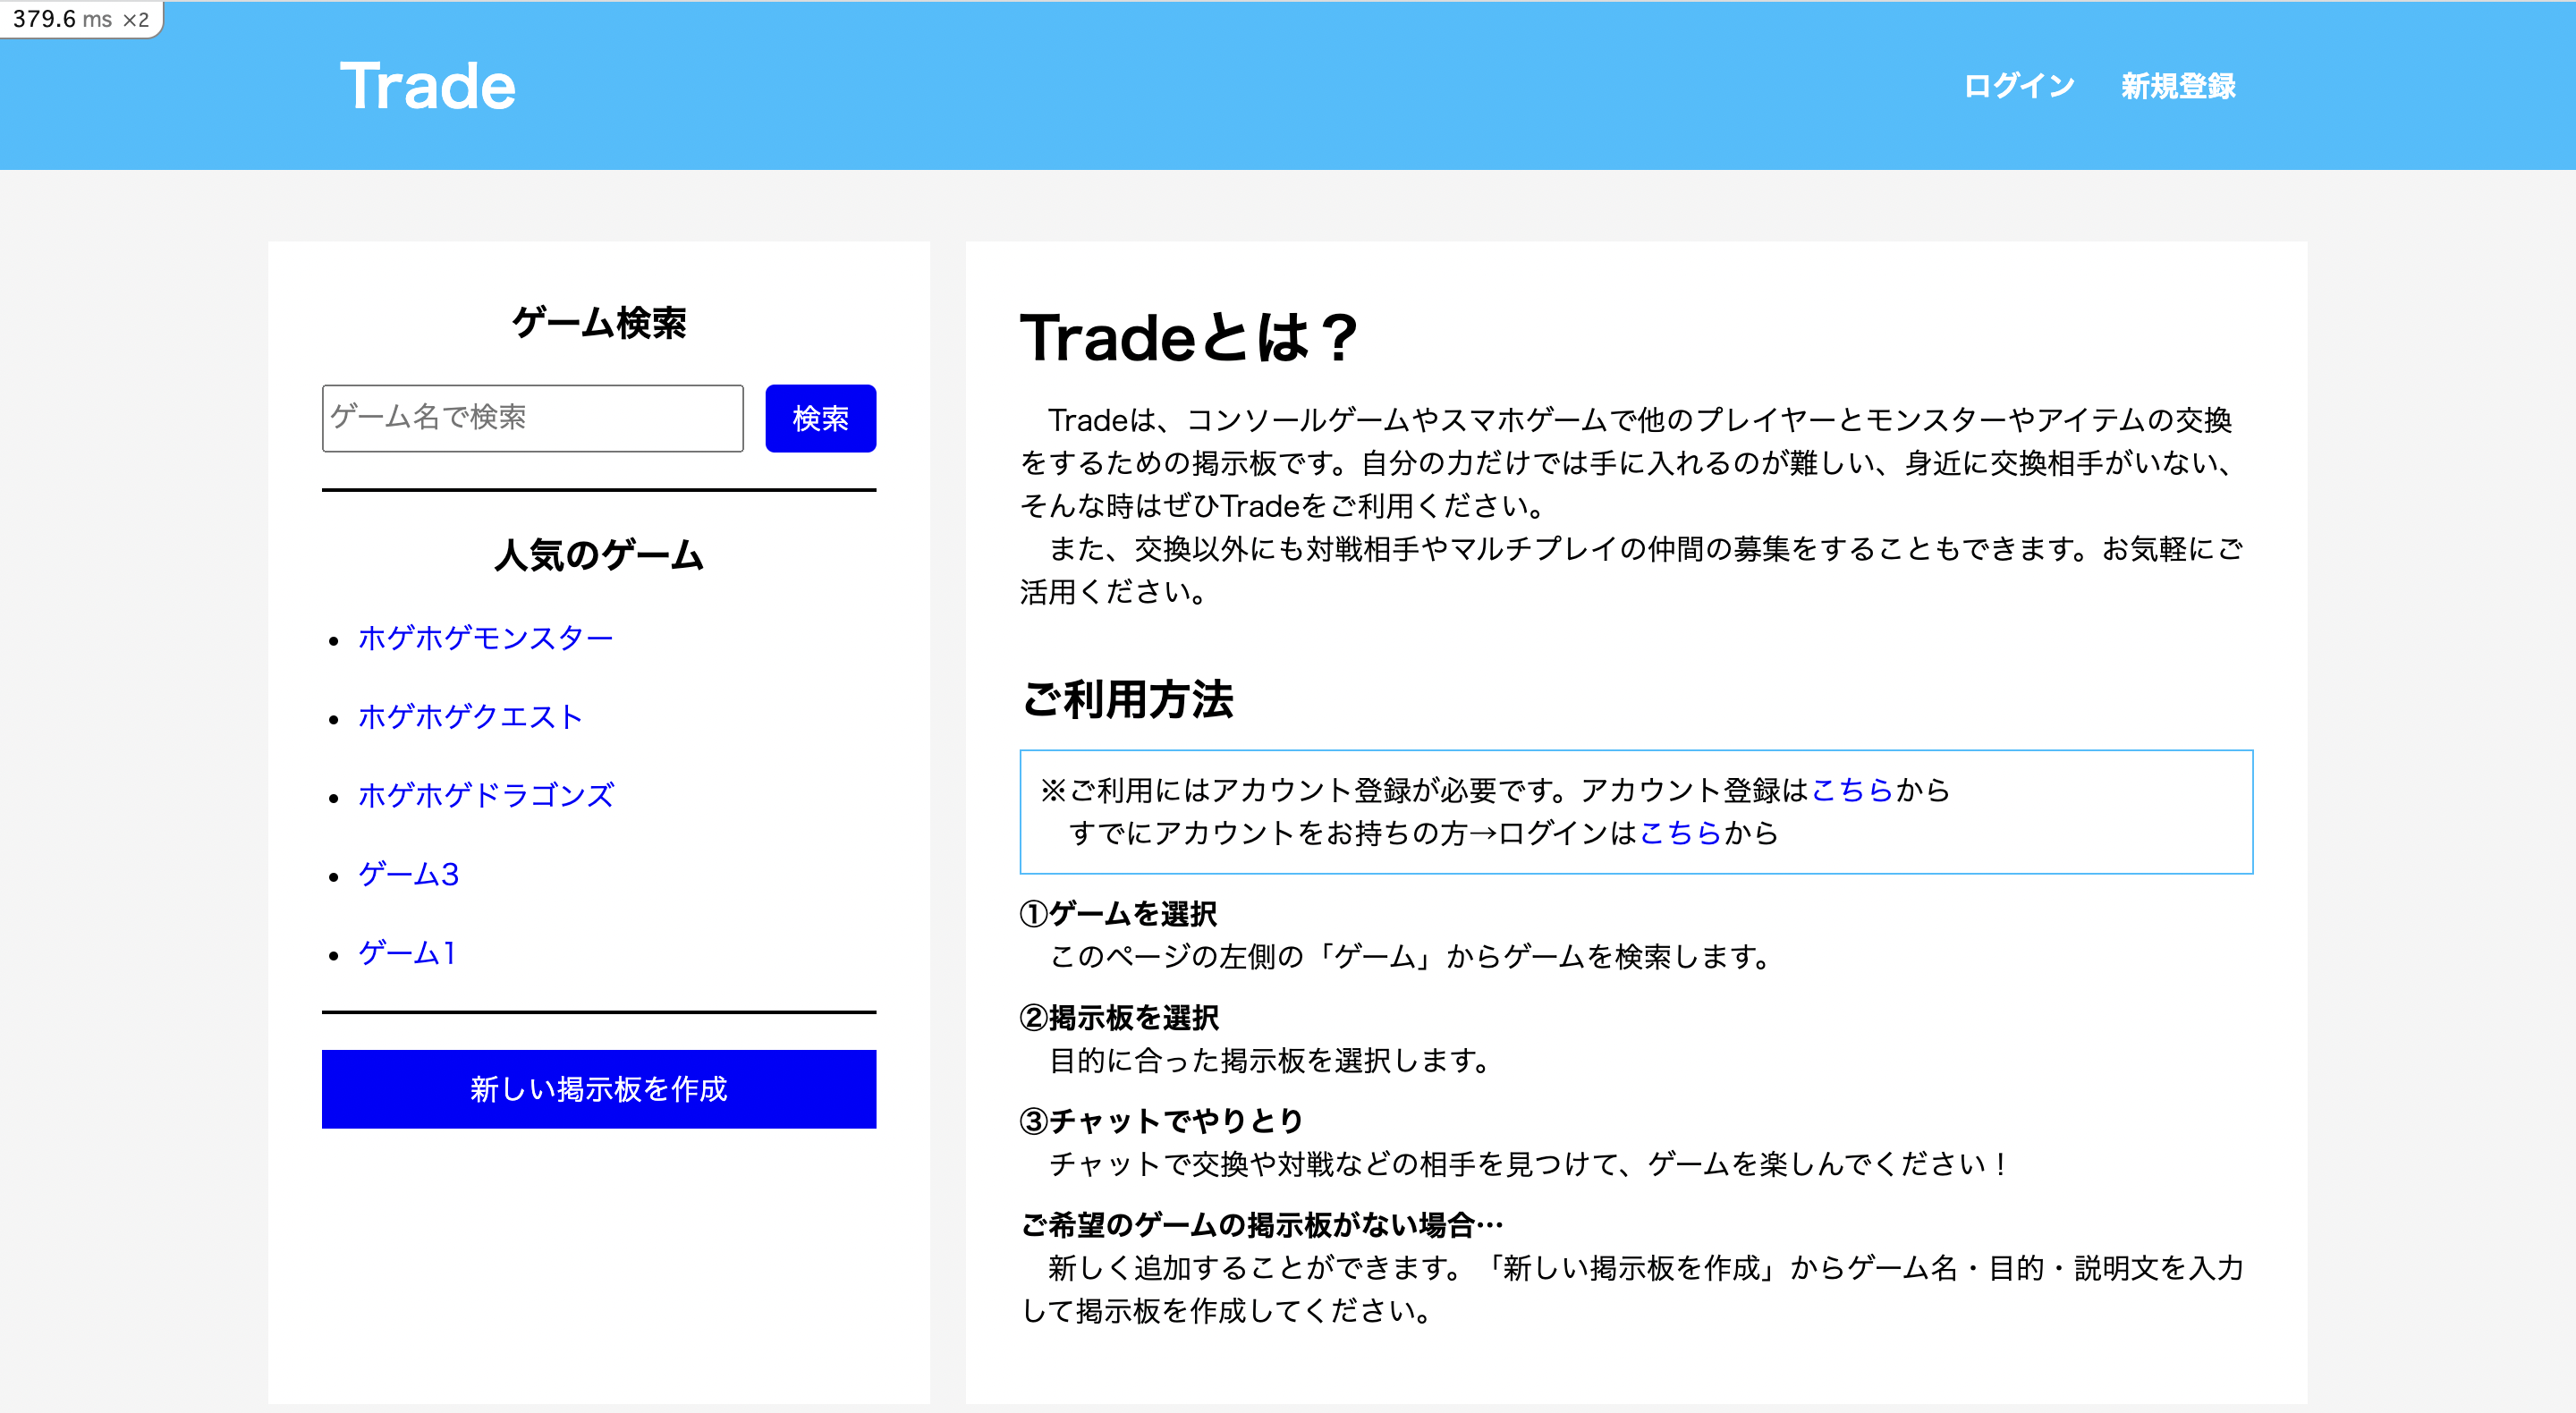 379.6 ms ×2
Trade
ログイン 新規登録
ゲーム検索
ゲーム名で検索 検索
人気のゲーム
• ホゲホゲモンスター
• ホゲホゲクエスト
• ホゲホゲドラゴンズ
• ゲーム3
• ゲーム1
新しい掲示板を作成
Tradeとは？
　Tradeは、コンソールゲームやスマホゲームで他のプレイヤーとモンスターやアイテムの交換
をするための掲示板です。自分の力だけでは手に入れるのが難しい、身近に交換相手がいない、
そんな時はぜひTradeをご利用ください。
　また、交換以外にも対戦相手やマルチプレイの仲間の募集をすることもできます。お気軽にご
活用ください。
ご利用方法
※ご利用にはアカウント登録が必要です。アカウント登録はこちらから
　すでにアカウントをお持ちの方→ログインはこちらから
①ゲームを選択
　このページの左側の「ゲーム」からゲームを検索します。
②掲示板を選択
　目的に合った掲示板を選択します。
③チャットでやりとり
　チャットで交換や対戦などの相手を見つけて、ゲームを楽しんでください！
ご希望のゲームの掲示板がない場合…
　新しく追加することができます。「新しい掲示板を作成」からゲーム名・目的・説明文を入力
して掲示板を作成してください。